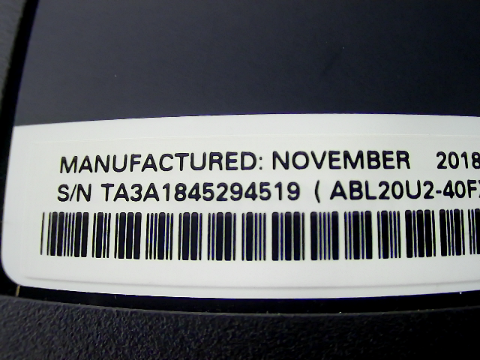 MANUFACTURED: NOVEMBER 2018
S/N TA3A1845294519 ( ABL20U2-40F